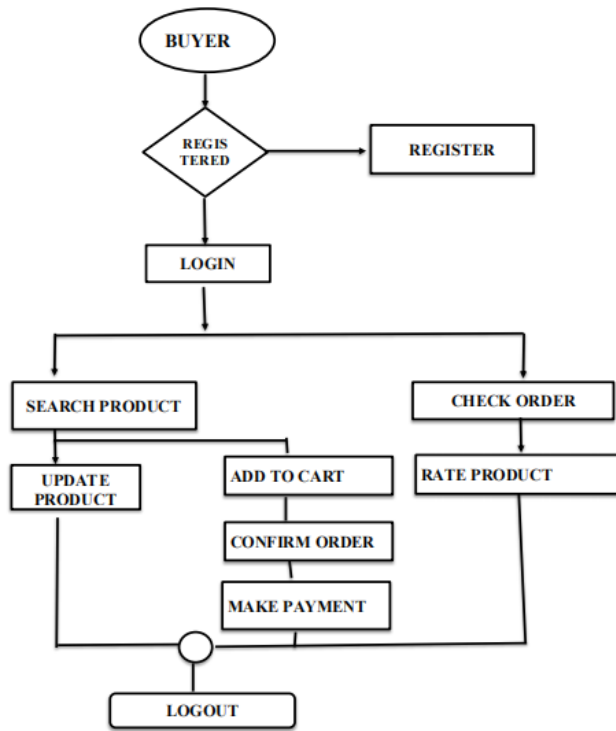 BUYER
REGIS
TERED
REGISTER
LOGIN
SEARCH PRODUCT
CHECK ORDER
UPDATE
PRODUCT
ADD TO CART
RATE PRODUCT
CONFIRM ORDER
MAKE PAYMENT
LOGOUT